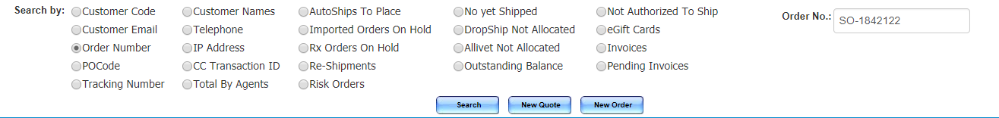 Search by: Customer Code Customer Names AutoShips To Place No yet Shipped Not Authorized To Ship Order No.: SO-1842122
Customer Email Telephone Imported Orders On Hold DropShip Not Allocated eGift Cards
Order Number IP Address Rx Orders On Hold Allivet Not Allocated Invoices
POCode CC Transaction ID Re-Shipments Outstanding Balance Pending Invoices
Tracking Number Total By Agents Risk Orders
Search New Quote New Order